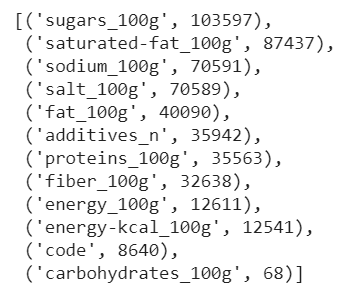 [('sugars_100g', 103597),
('saturated-fat_100g', 87437),
('sodium_100g', 70591),
('salt_100g', 70589),
('fat_100g', 40090),
('additives_n', 35942),
('proteins_100g', 35563),
('fiber_100g', 32638),
('energy_100g', 12611),
('energy-kcal_100g', 12541),
('code', 8640),
('carbohydrates_100g', 68)]